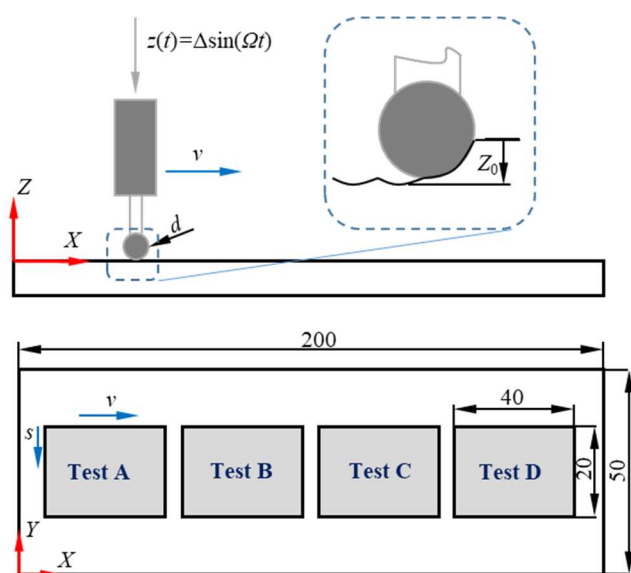 z(t)=Δsin(Ωt)
v
Z₀
Z
d
X
200
v
40
s
Test A
Test B
Test C
Test D
20
50
Y
X